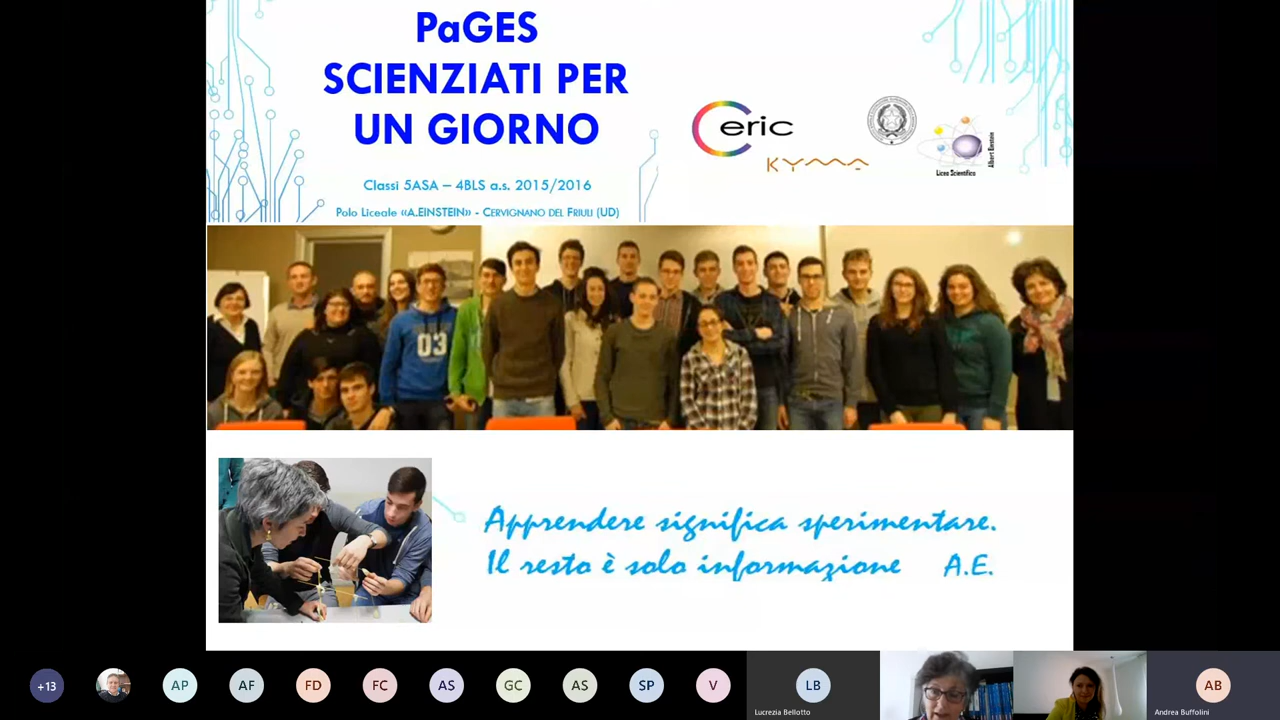 PaGES
SCIENZIATI PER
UN GIORNO
Classi 5ASA – 4BLS a.s. 2015/2016
Polo Liceale «A.EINSTEIN» - CERVIGNANO DEL FRIULI (UD)
Ceric
KYMA
Liceo Scientifico
Albert Einstein
03
Apprendere significa sperimentare.
Il resto è solo informazione A.E.
+13
AP
AF
FD
FC
AS
GC
AS
SP
V
LB
Lucrezia Bellotto
AB
Andrea Buffolini